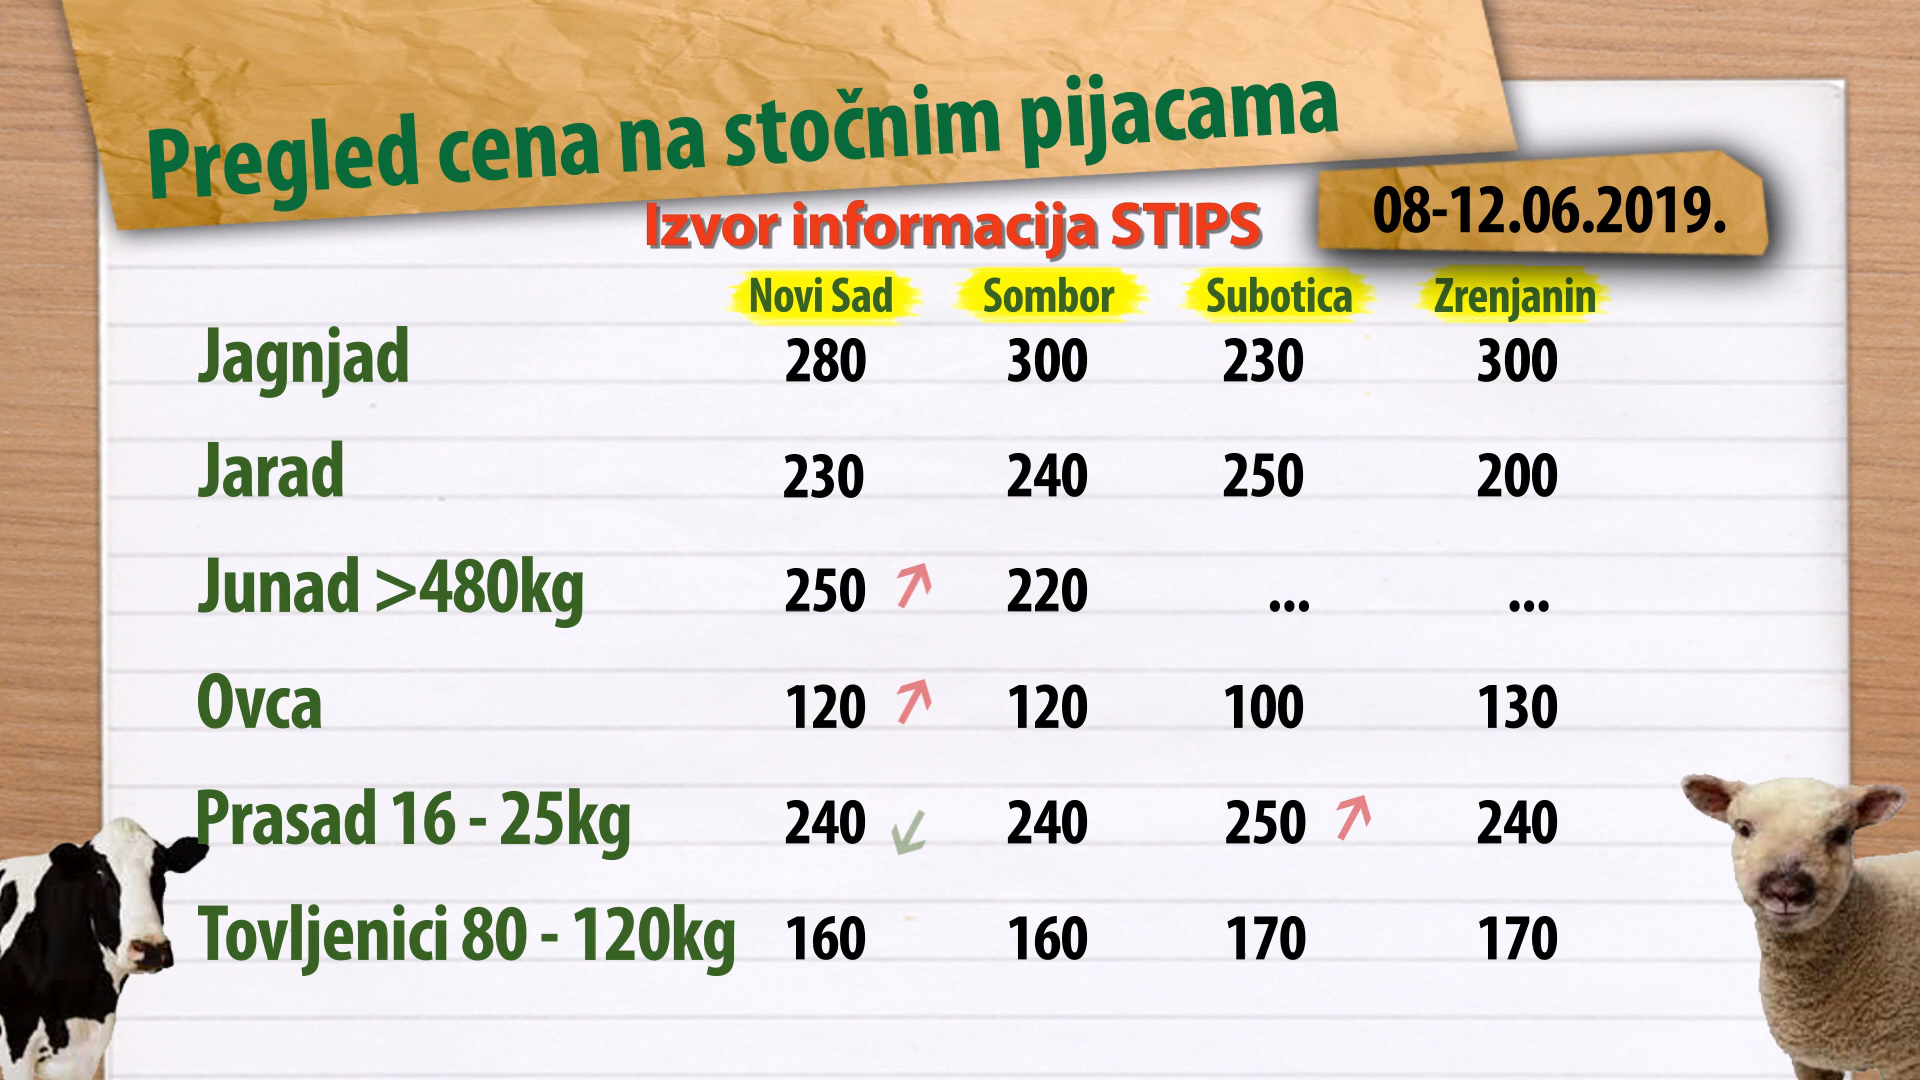 Pregled cena na stočnim pijacama
08-12.06.2019.
Izvor informacija STIPS
Novi Sad Sombor Subotica Zrenjanin
Jagnjad 280 300 230 300
Jarad 230 240 250 200
Junad >480kg 250 220 ... ...
Ovca 120 120 100 130
Prasad 16 - 25kg 240 240 250 240
Tovljenici 80 - 120kg 160 160 170 170